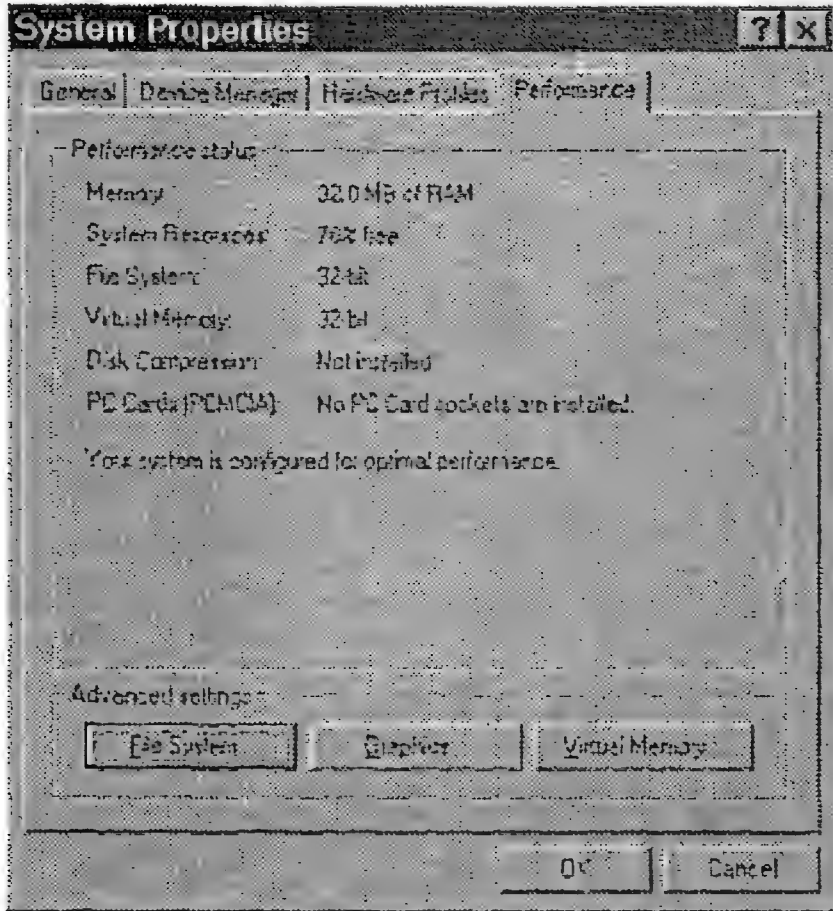 System Properties
General Device Manager Hardware Profiles Performance
Performance status
Memory: 32.0 MB of RAM
System Resources: 76% free
File System: 32-bit
Virtual Memory: 32-bit
Disk Compression: Not installed
PC Cards (PCMCIA): No PC Card sockets are installed.
Your system is configured for optimal performance.
Advanced settings
File System... Graphics... Virtual Memory...
OK Cancel